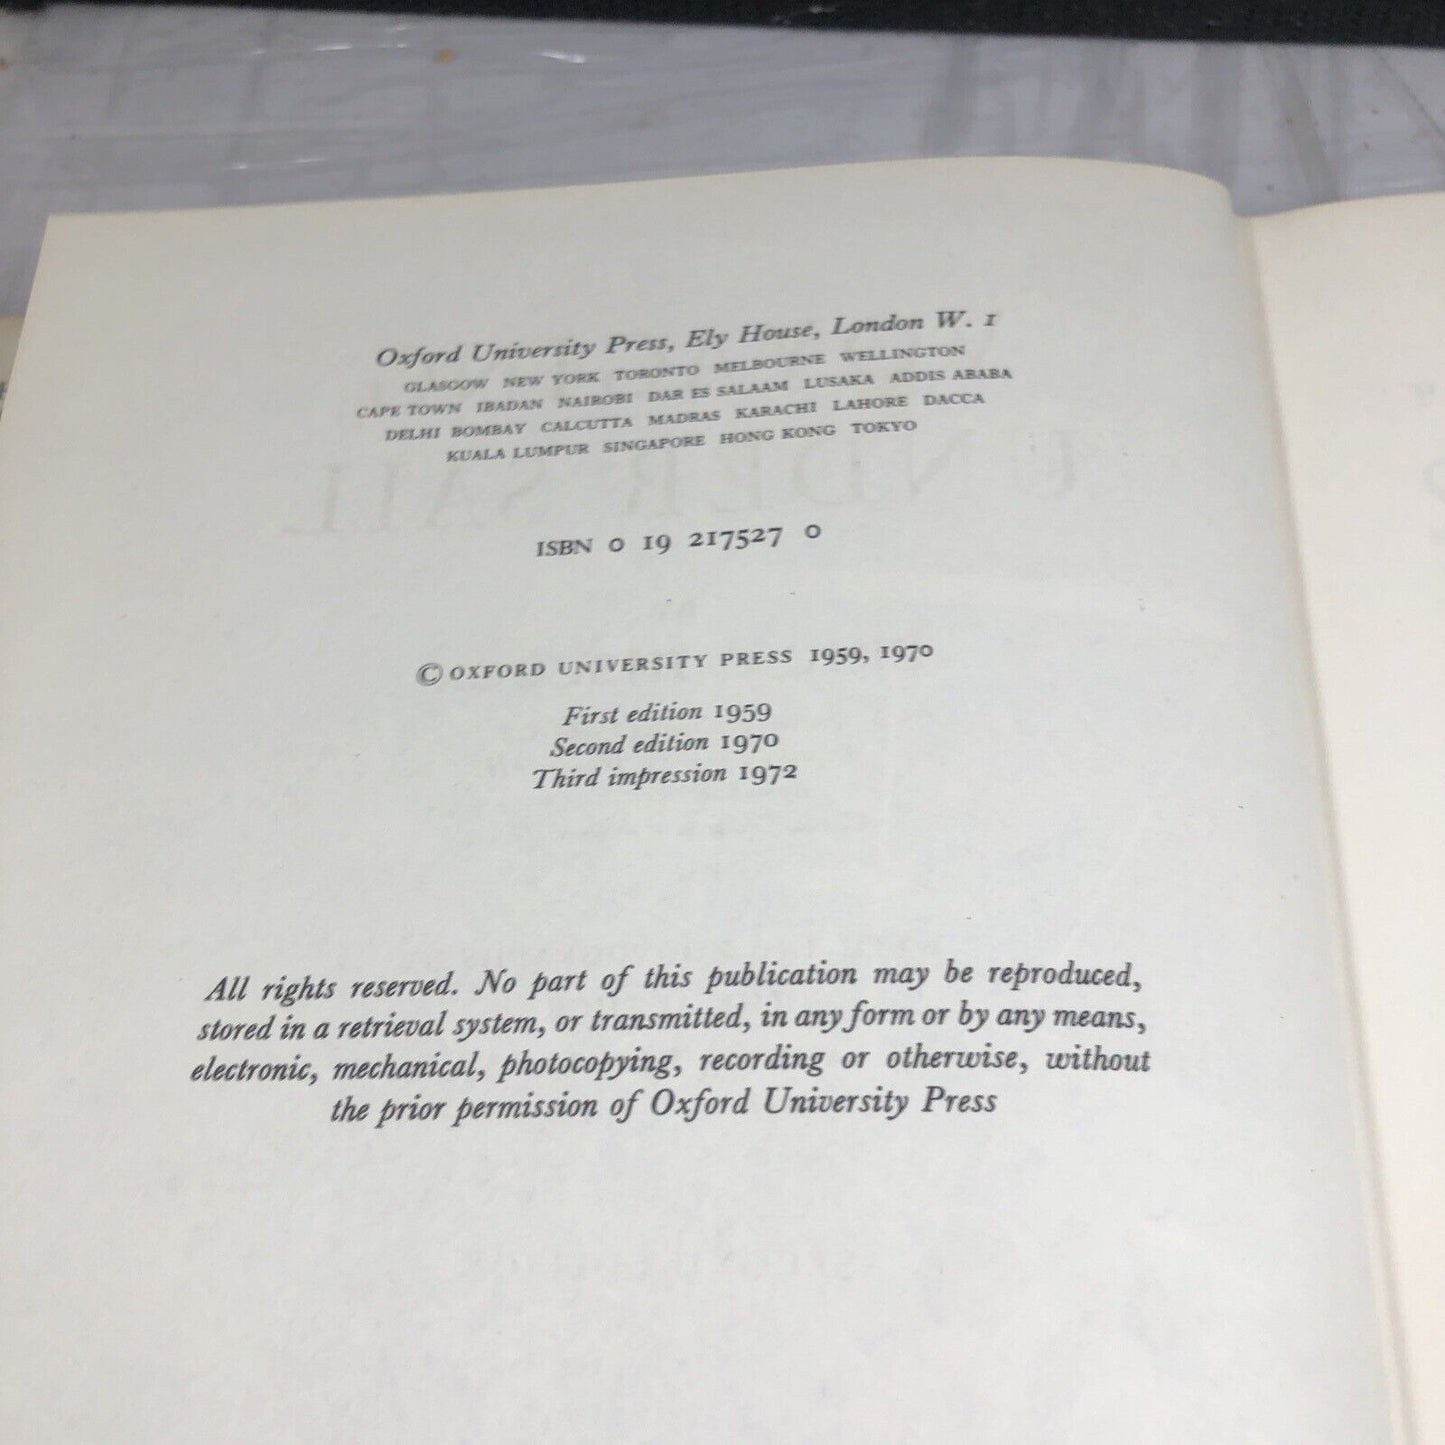 Oxford University Press, Ely House, London W. 1
GLASGOW NEW YORK TORONTO MELBOURNE WELLINGTON
CAPE TOWN IBADAN NAIROBI DAR ES SALAAM LUSAKA ADDIS ABABA
DELHI BOMBAY CALCUTTA MADRAS KARACHI LAHORE DACCA
KUALA LUMPUR SINGAPORE HONG KONG TOKYO
UNDER SAIL
ISBN 0 19 217527 0
© OXFORD UNIVERSITY PRESS 1959, 1970
First edition 1959
Second edition 1970
Third impression 1972
All rights reserved. No part of this publication may be reproduced,
stored in a retrieval system, or transmitted, in any form or by any means,
electronic, mechanical, photocopying, recording or otherwise, without
the prior permission of Oxford University Press